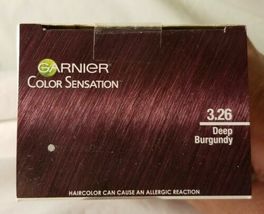 GARNIER
COLOR SENSATION
3.26
Deep
Burgundy
HAIRCOLOR CAN CAUSE AN ALLERGIC REACTION